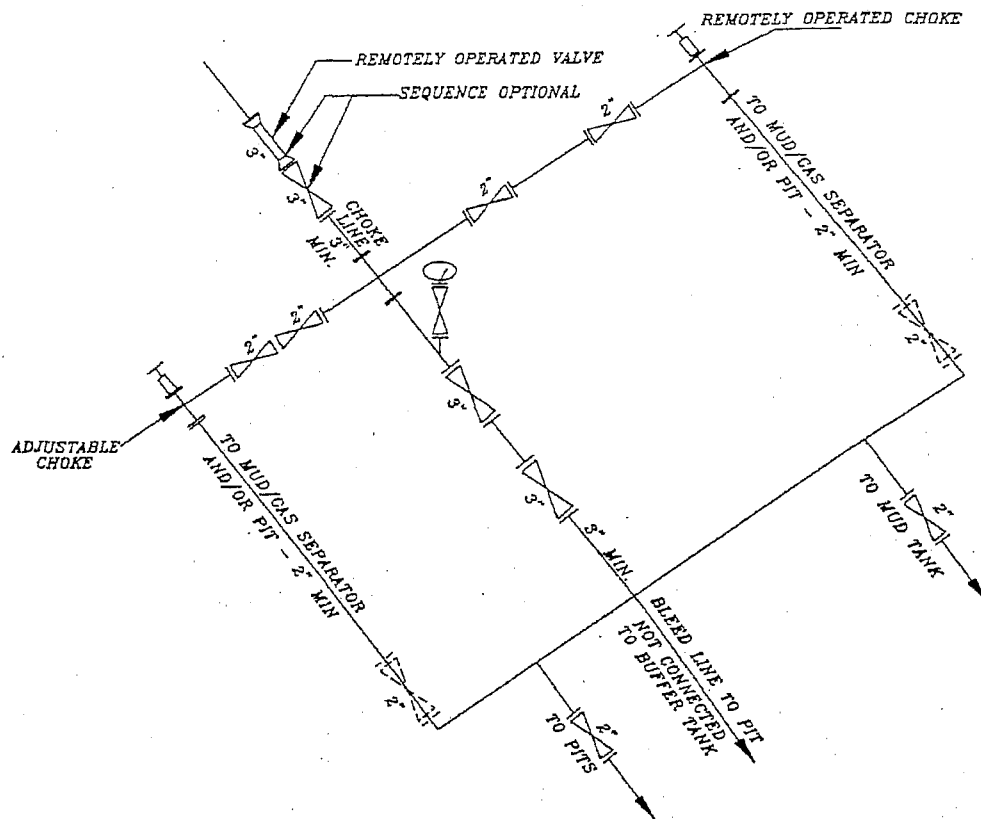 REMOTELY OPERATED CHOKE
REMOTELY OPERATED VALVE
SEQUENCE OPTIONAL
3"
3"
CHOKE
LINE
3"
MIN.
2"
2"
TO MUD/GAS SEPARATOR
AND/OR PIT - 2" MIN
2"
2"
2"
ADJUSTABLE
CHOKE
TO MUD/GAS SEPARATOR
AND/OR PIT - 2" MIN
2"
3"
3"
3" MIN.
BLEED LINE TO PIT
NOT CONNECTED
TO BUFFER TANK
2"
TO MUD TANK
2"
TO PITS